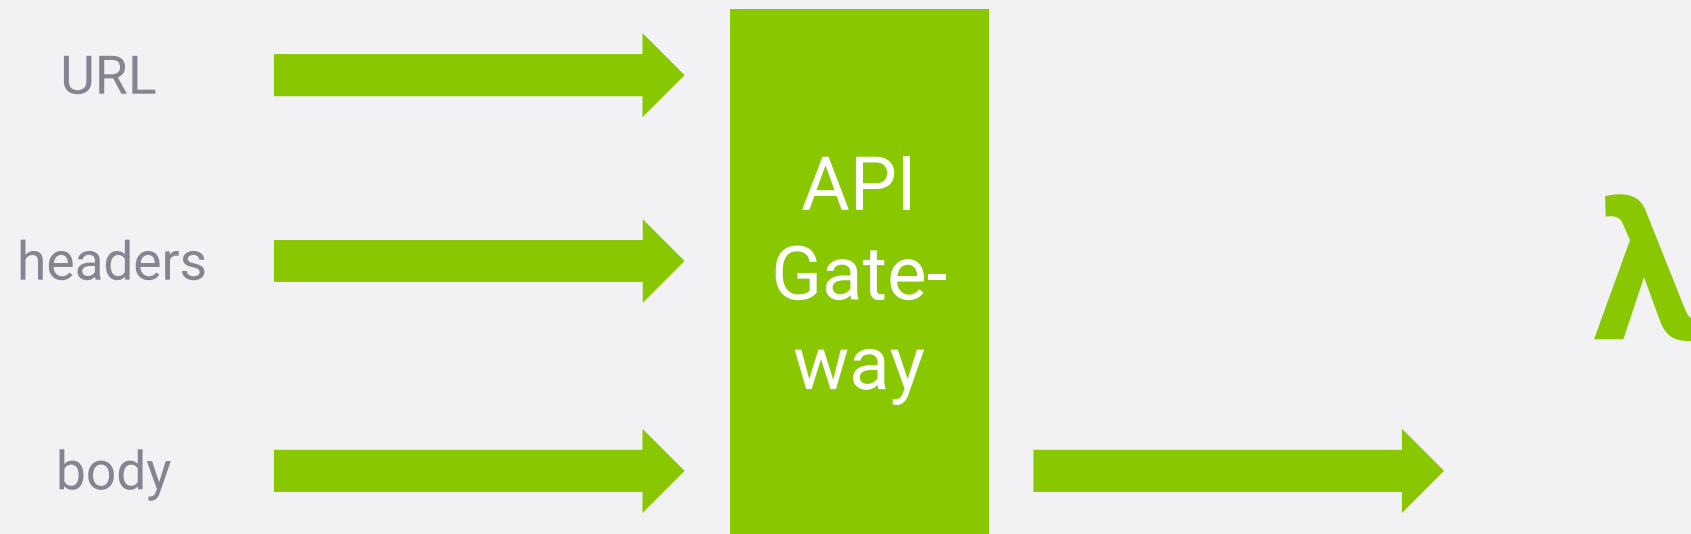 URL
headers
body
API
Gate-
way
λ